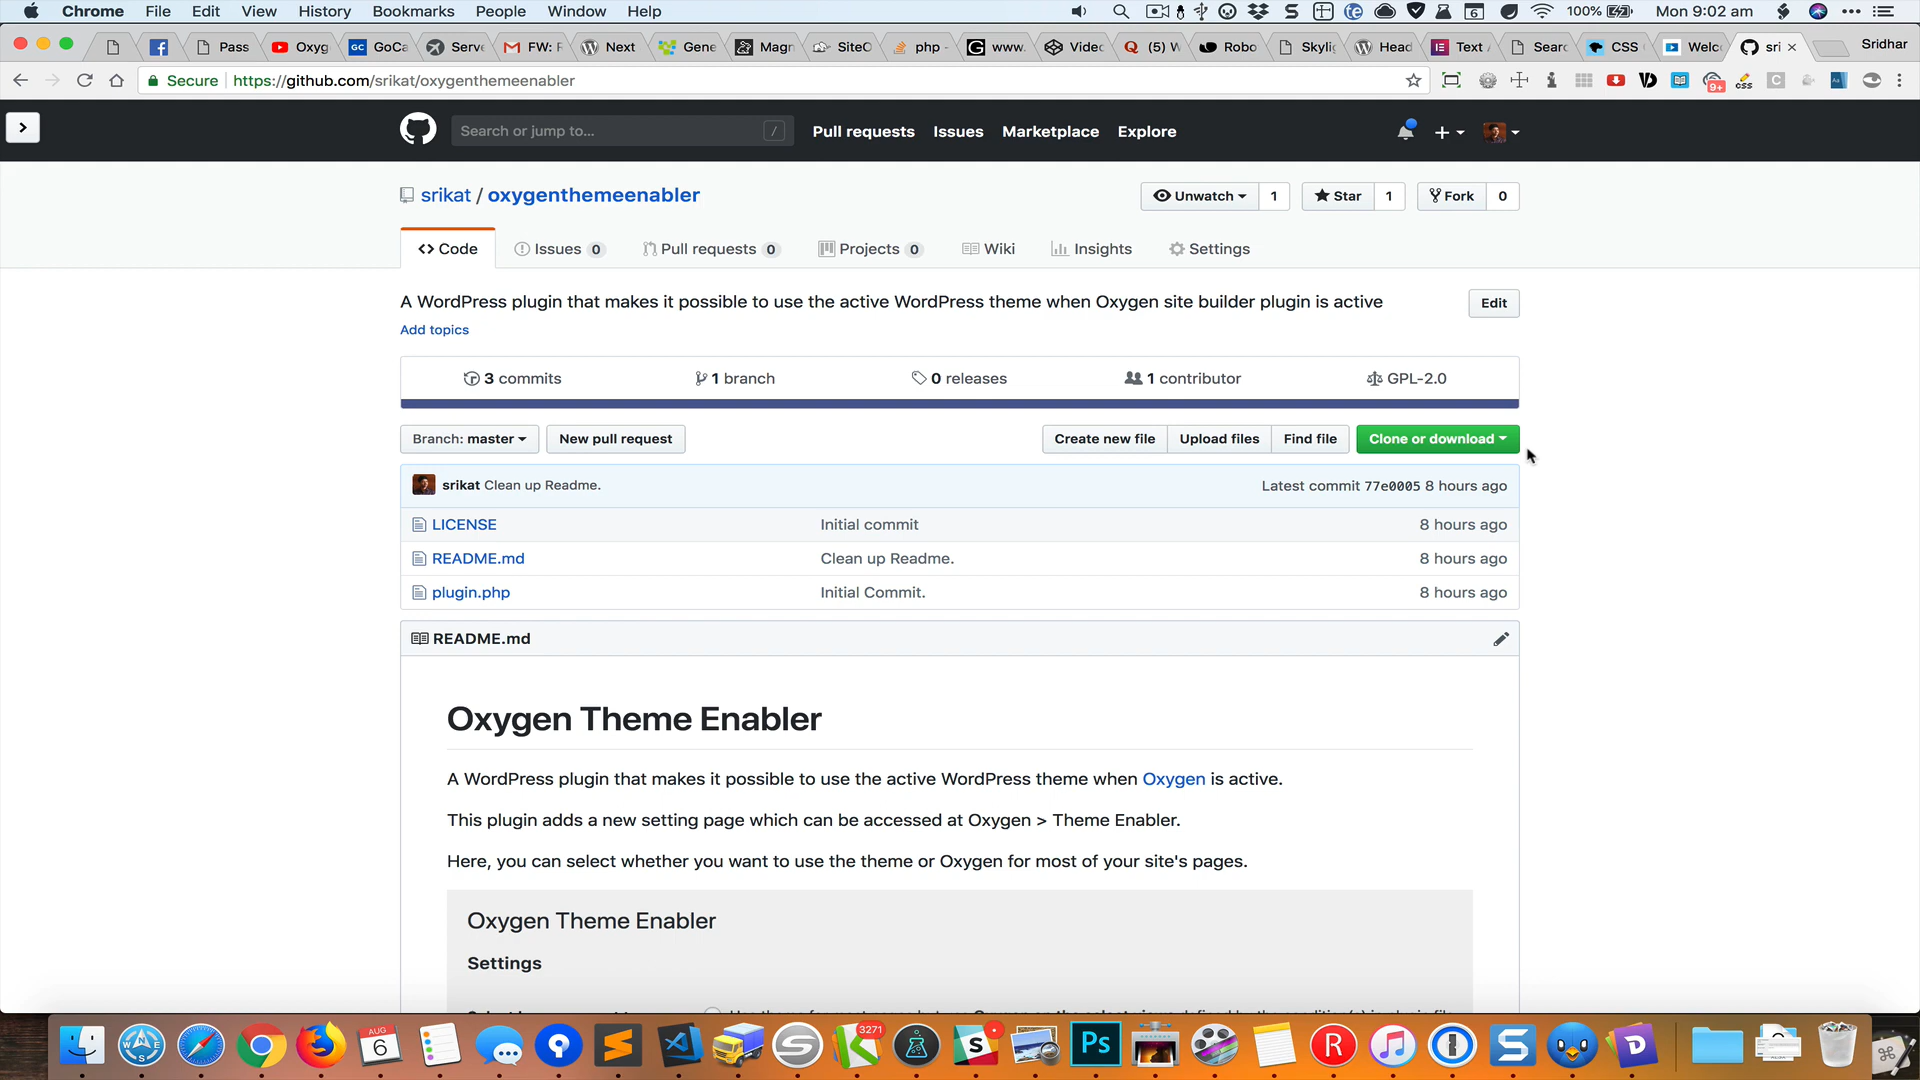 Chrome File Edit View History Bookmarks People Window Help 6 100% Mon 9:02 am
Pass Oxyg GC GoCa Serve FW: F Next Gene Magn SiteO php - www. Videc (5) W Robo Skyli Head Text Searc CSS Welc sri Sridhar
Secure https://github.com/srikat/oxygenthemeenabler 9+ css C
Search or jump to... / Pull requests Issues Marketplace Explore
srikat / oxygenthemeenabler Unwatch 1 Star 1 Fork 0
Code Issues 0 Pull requests 0 Projects 0 Wiki Insights Settings
A WordPress plugin that makes it possible to use the active WordPress theme when Oxygen site builder plugin is active Edit
Add topics
3 commits 1 branch 0 releases 1 contributor GPL-2.0
Branch: master New pull request Create new file Upload files Find file Clone or download
srikat Clean up Readme. Latest commit 77e0005 8 hours ago
LICENSE Initial commit 8 hours ago
README.md Clean up Readme. 8 hours ago
plugin.php Initial Commit. 8 hours ago
README.md
Oxygen Theme Enabler
A WordPress plugin that makes it possible to use the active WordPress theme when Oxygen is active.
This plugin adds a new setting page which can be accessed at Oxygen > Theme Enabler.
Here, you can select whether you want to use the theme or Oxygen for most of your site's pages.
Oxygen Theme Enabler
Settings
AUG 6 3271 S Ps R S D